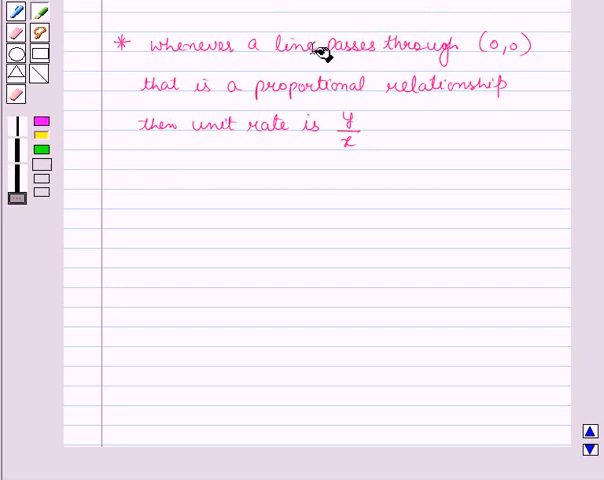 * whenever a line passes through (0,0)
that is a proportional relationship
then unit rate is y/x